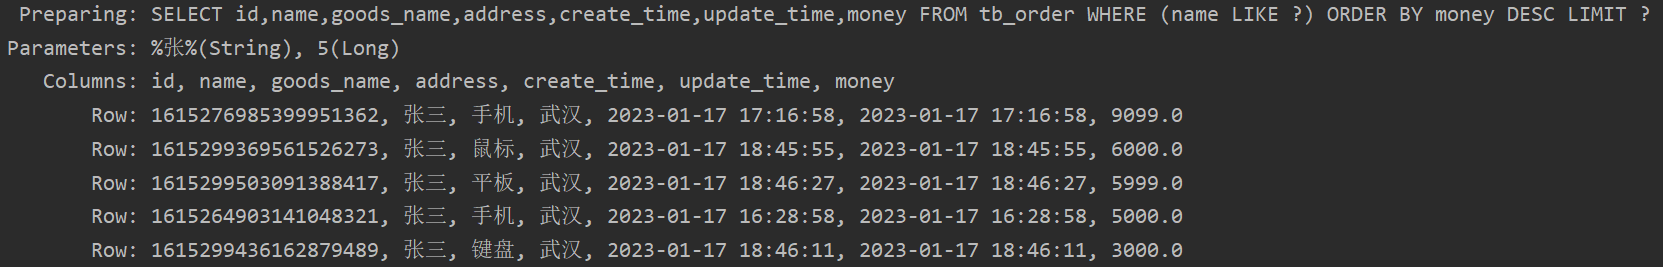 Preparing: SELECT id,name,goods_name,address,create_time,update_time,money FROM tb_order WHERE (name LIKE ?) ORDER BY money DESC LIMIT ?
Parameters: %张%(String), 5(Long)
Columns: id, name, goods_name, address, create_time, update_time, money
Row: 1615276985399951362, 张三, 手机, 武汉, 2023-01-17 17:16:58, 2023-01-17 17:16:58, 9099.0
Row: 1615299369561526273, 张三, 鼠标, 武汉, 2023-01-17 18:45:55, 2023-01-17 18:45:55, 6000.0
Row: 1615299503091388417, 张三, 平板, 武汉, 2023-01-17 18:46:27, 2023-01-17 18:46:27, 5999.0
Row: 1615264903141048321, 张三, 手机, 武汉, 2023-01-17 16:28:58, 2023-01-17 16:28:58, 5000.0
Row: 1615299436162879489, 张三, 键盘, 武汉, 2023-01-17 18:46:11, 2023-01-17 18:46:11, 3000.0